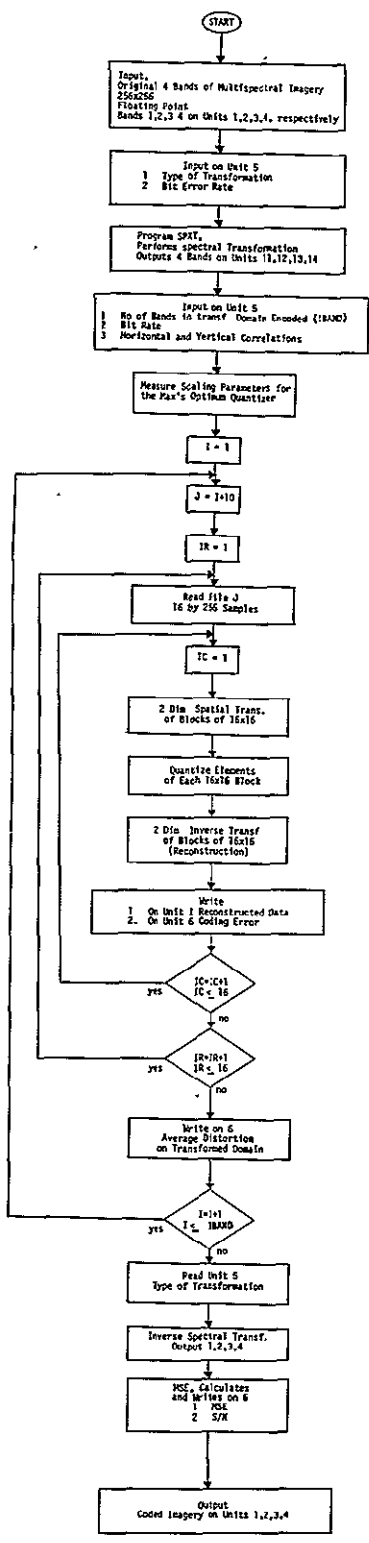 START
Input,
Original 4 Bands of Multispectral Imagery
256x256
Floating Point
Bands 1,2,3 4 on Units 1,2,3,4, respectively
Input on Unit 5
1 Type of Transformation
2 Bit Error Rate
Program SPXT,
Performs spectral Transformation
Outputs 4 Bands on Units 11,12,13,14
Input on Unit 5
1 No of Bands in transf Domain Encoded (IBAND)
2 Bit Rate
3 Horizontal and Vertical Correlations
Measure Scaling Parameters for
the Max's Optimum Quantizer
I = 1
J = I+10
IR = 1
Read File J
16 by 256 Samples
IC = 1
2 Dim Spatial Trans.
of Blocks of 16x16
Quantize Elements
of Each 16x16 Block
2 Dim Inverse Transf
of Blocks of 16x16
(Reconstruction)
Write
1 On Unit I Reconstructed Data
2. On Unit 6 Coding Error
IC=IC+1
IC ≤ 16
yes
no
IR=IR+1
IR ≤ 16
yes
no
Write on 6
Average Distortion
on Transformed Domain
I=I+1
I ≤ IBAND
yes
no
Read Unit 5
Type of Transformation
Inverse Spectral Transf.
Output 1,2,3,4
MSE, Calculates
and Writes on 6
1 MSE
2 S/N
Output
Coded Imagery on Units 1,2,3,4